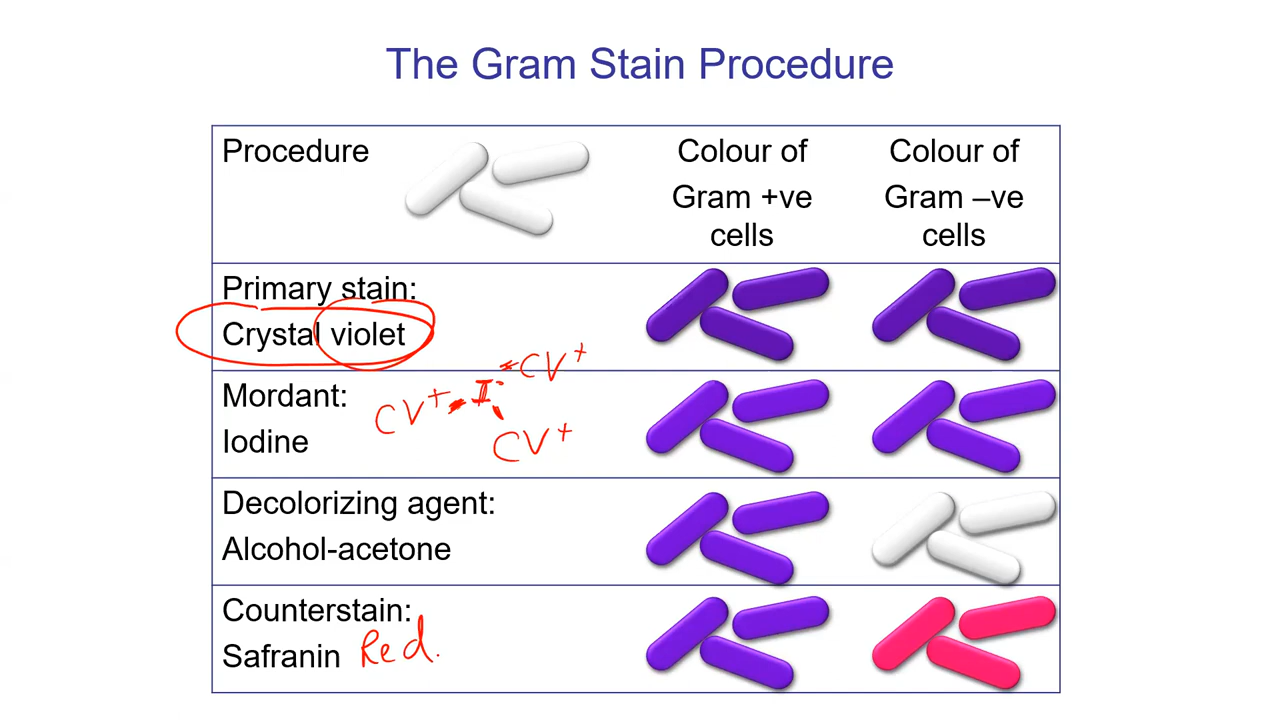 The Gram Stain Procedure
Procedure
Colour of
Gram +ve
cells
Colour of
Gram –ve
cells
Primary stain:
Crystal violet
Mordant:
Iodine
CV+
I
CV+
CV+
Decolorizing agent:
Alcohol-acetone
Counterstain:
Safranin Red.